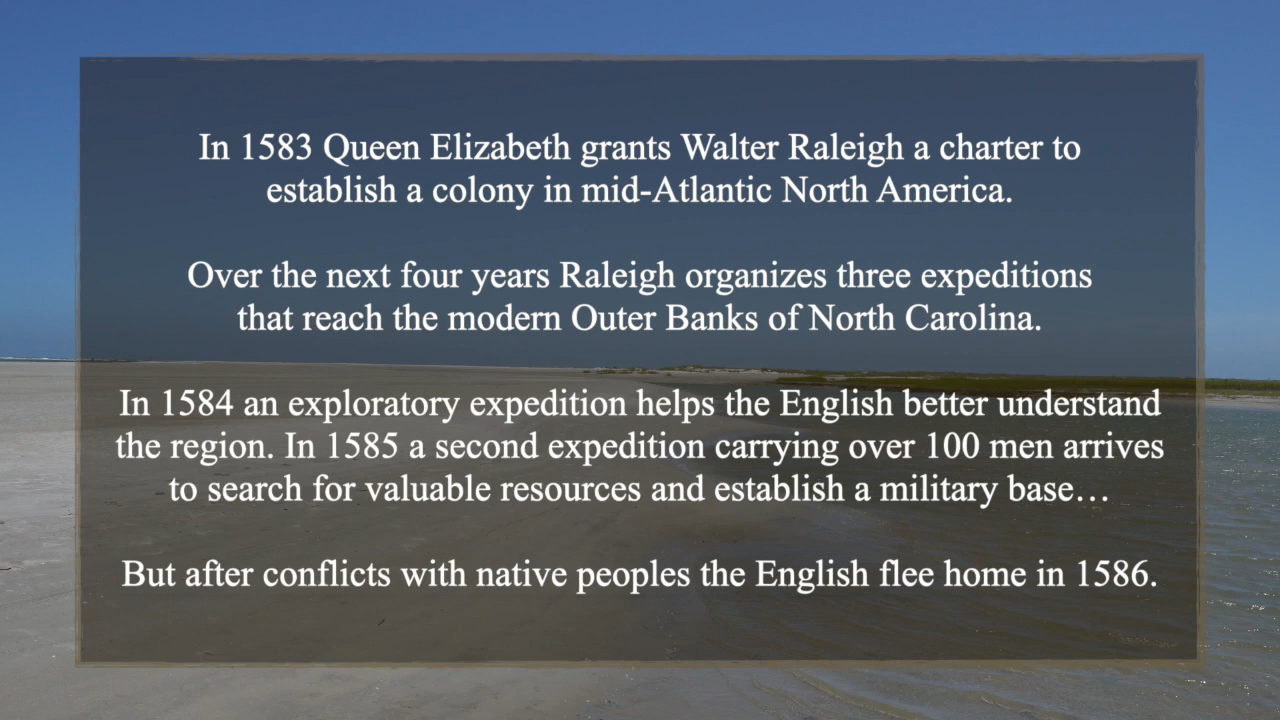 In 1583 Queen Elizabeth grants Walter Raleigh a charter to
establish a colony in mid-Atlantic North America.
Over the next four years Raleigh organizes three expeditions
that reach the modern Outer Banks of North Carolina.
In 1584 an exploratory expedition helps the English better understand
the region. In 1585 a second expedition carrying over 100 men arrives
to search for valuable resources and establish a military base…
But after conflicts with native peoples the English flee home in 1586.